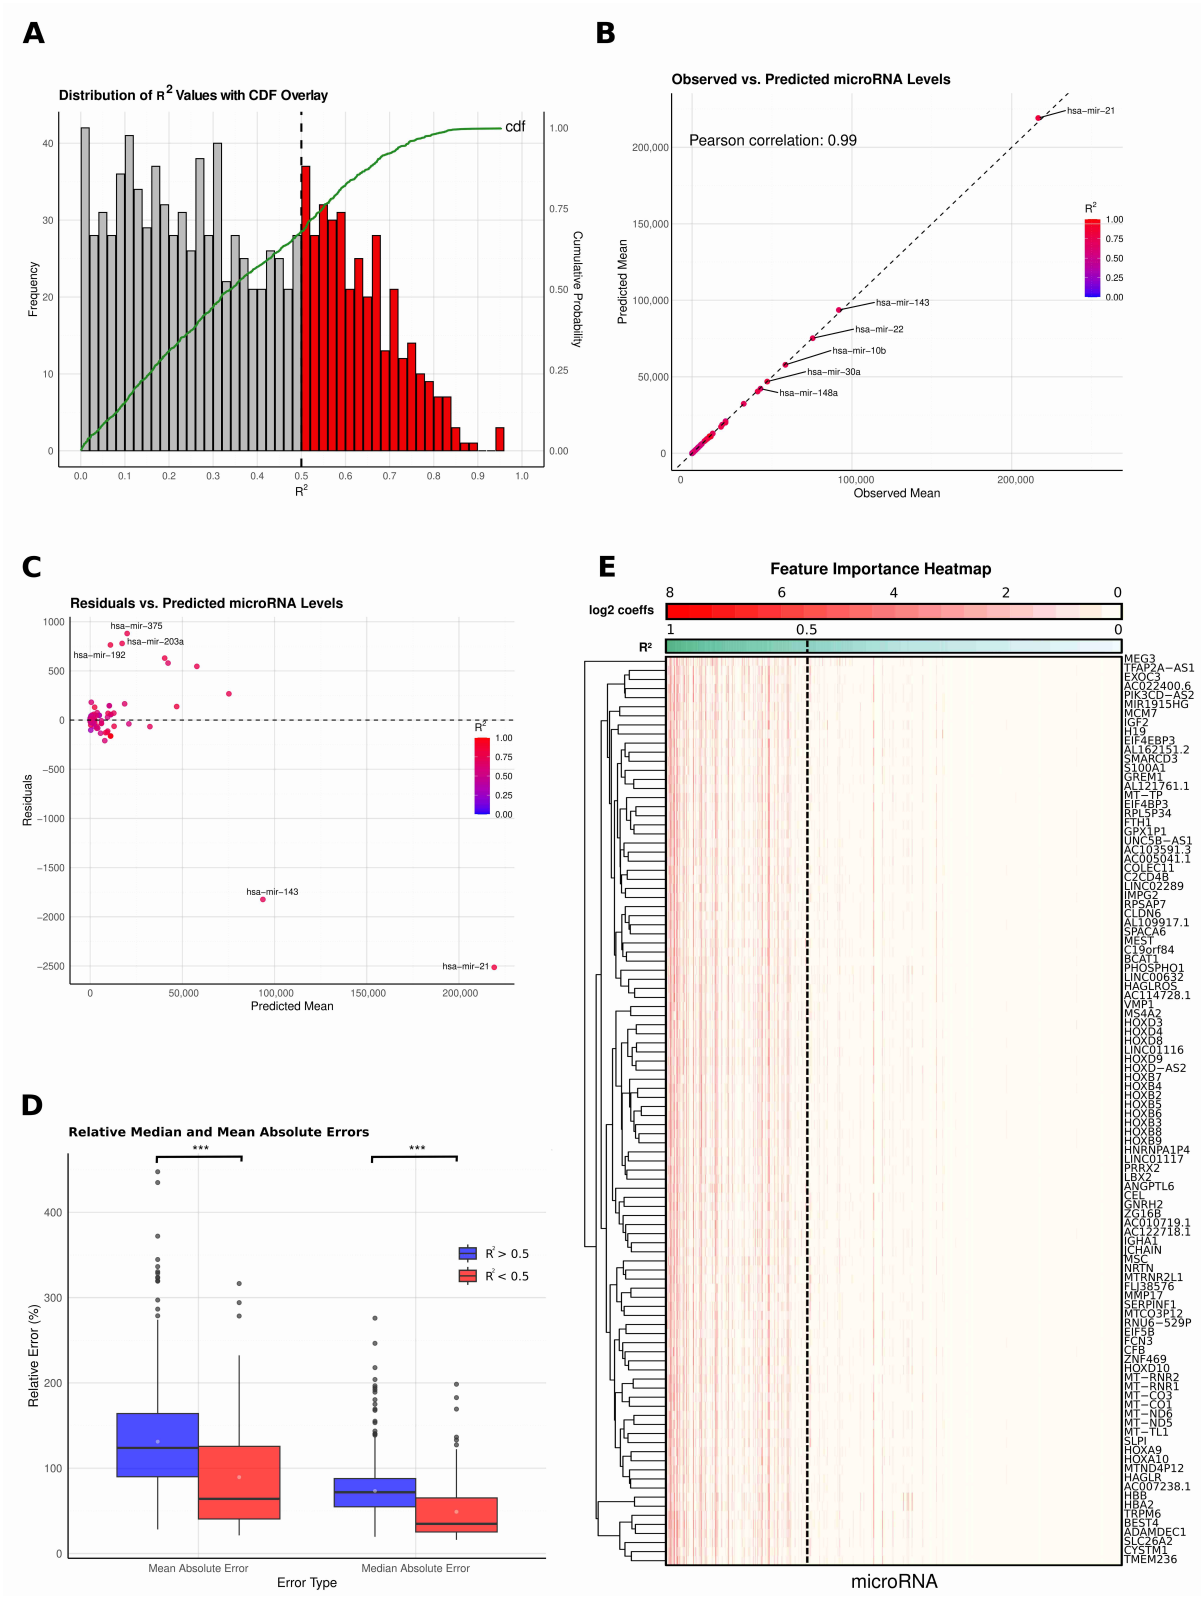 A
Distribution of R2 Values with CDF Overlay
cdf
40
30
20
10
0
Frequency
1.00
0.75
0.50
0.25
0.00
Cumulative Probability
0.0 0.1 0.2 0.3 0.4 0.5 0.6 0.7 0.8 0.9 1.0
R2
B
Observed vs. Predicted microRNA Levels
Pearson correlation: 0.99
hsa−mir−21
hsa−mir−143
hsa−mir−22
hsa−mir−10b
hsa−mir−30a
hsa−mir−148a
200,000
150,000
100,000
50,000
0
Predicted Mean
R2
1.00
0.75
0.50
0.25
0.00
0 100,000 200,000
Observed Mean
C
Residuals vs. Predicted microRNA Levels
hsa−mir−375
hsa−mir−203a
hsa−mir−192
hsa−mir−143
hsa−mir−21
1000
500
0
−500
−1000
−1500
−2000
−2500
Residuals
R2
1.00
0.75
0.50
0.25
0.00
0 50,000 100,000 150,000 200,000
Predicted Mean
D
Relative Median and Mean Absolute Errors
*** ***
400
300
200
100
0
Relative Error (%)
R2 > 0.5
R2 < 0.5
Mean Absolute Error Median Absolute Error
Error Type
E
Feature Importance Heatmap
8 6 4 2 0
log2 coeffs
1 0.5 0
R2
MEG3
TFAP2A−AS1
EXOC3
AC022400.6
PIK3CD−AS2
MIR1915HG
MCM7
IGF2
H19
EIF4EBP3
AL162151.2
SMARCD3
S100A1
GREM1
AL121761.1
MT−TP
EIF4BP3
RPL5P34
FTH1
GPX1P1
UNC5B−AS1
AC103591.3
AC005041.1
COLEC11
C2CD4B
LINC02289
IMPG2
RPSAP7
CLDN6
AL109917.1
SPACA6
MEST
C19orf84
BCAT1
PHOSPHO1
LINC00632
HAGLROS
AC114728.1
VMP1
MS4A2
HOXD3
HOXD4
HOXD8
LINC01116
HOXD9
HOXD−AS2
HOXB7
HOXB4
HOXB2
HOXB5
HOXB6
HOXB3
HOXB8
HOXB9
HNRNPA1P4
LINC01117
PRRX2
LBX2
ANGPTL6
CEL
GNRH2
ZG16B
AC010719.1
AC122718.1
IGHA1
JCHAIN
MSC
NRTN
MTRNR2L1
FLJ38576
MMP17
SERPINF1
MTCO3P12
RNU6−529P
EIF5B
FCN3
CFB
ZNF469
HOXD10
MT−RNR2
MT−RNR1
MT−CO3
MT−CO1
MT−ND6
MT−ND5
MT−TL1
SLPI
HOXA9
HOXA10
MTND4P12
HAGLR
AC007238.1
HBB
HBA2
TRPM6
BEST4
ADAMDEC1
SLC26A2
CYSTM1
TMEM236
microRNA